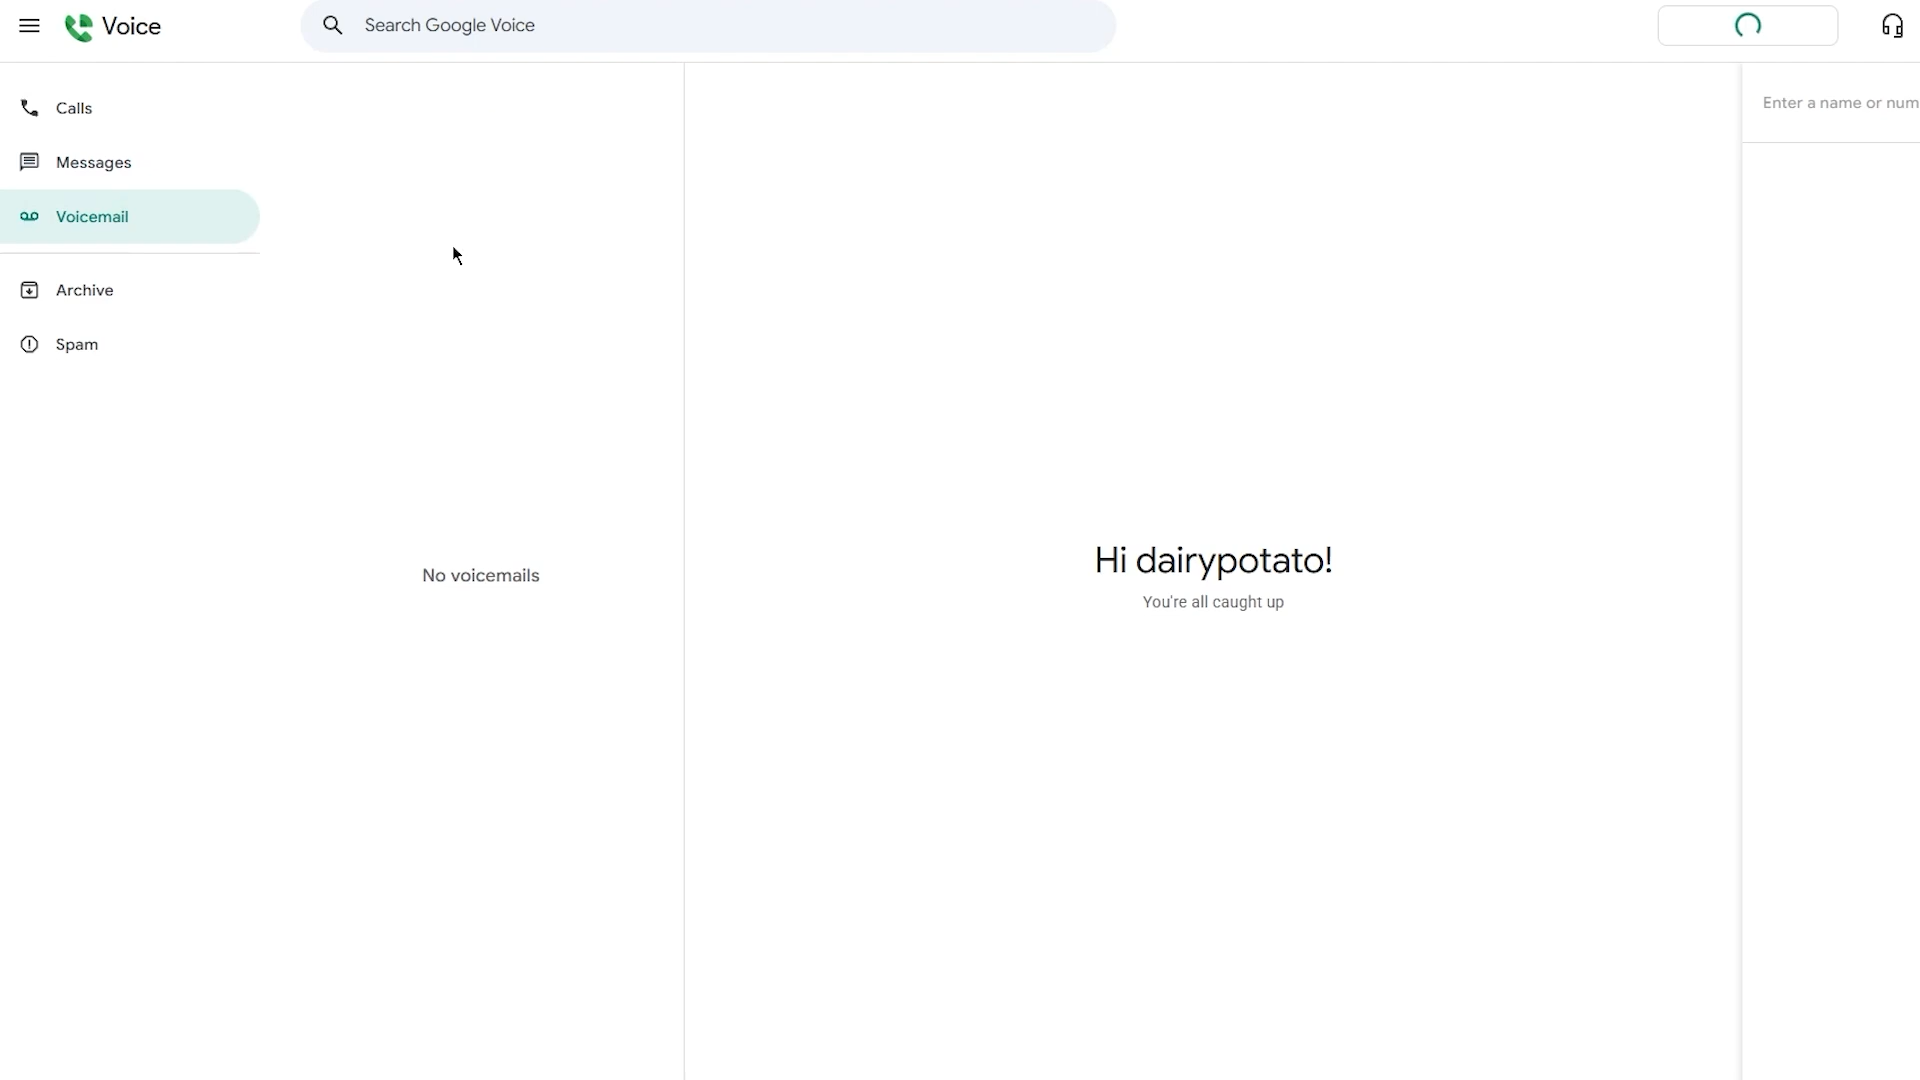 Voice
Search Google Voice
Calls
Messages
Voicemail
Archive
Spam
No voicemails
Hi dairypotato!
You're all caught up
Enter a name or num